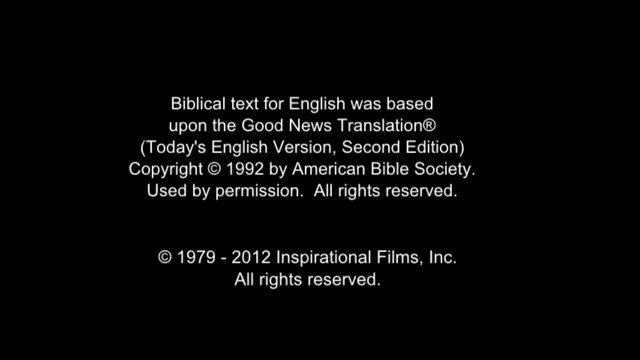 Biblical text for English was based
upon the Good News Translation®
(Today's English Version, Second Edition)
Copyright © 1992 by American Bible Society.
Used by permission.  All rights reserved.
© 1979 - 2012 Inspirational Films, Inc.
All rights reserved.